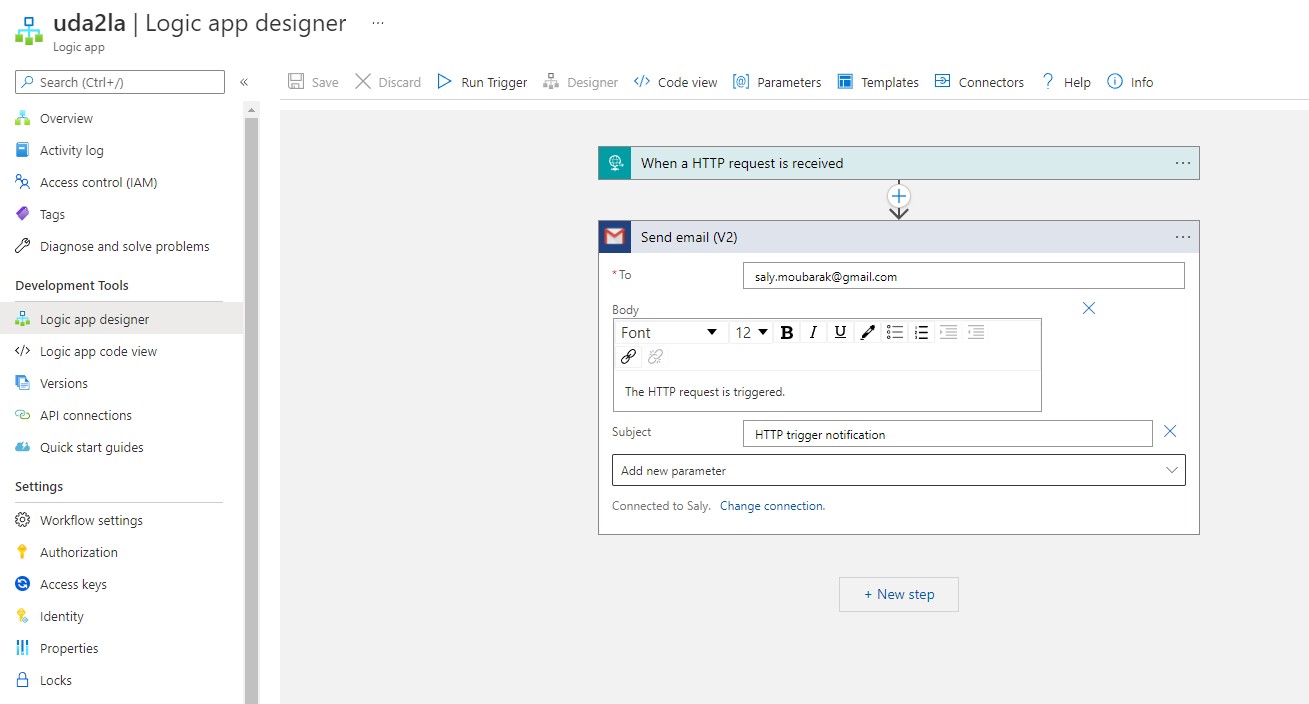 uda2la | Logic app designer ...
Logic app
Search (Ctrl+/) «
Overview
Activity log
Access control (IAM)
Tags
Diagnose and solve problems
Development Tools
Logic app designer
Logic app code view
Versions
API connections
Quick start guides
Settings
Workflow settings
Authorization
Access keys
Identity
Properties
Locks
Save Discard Run Trigger Designer Code view Parameters Templates Connectors Help Info
When a HTTP request is received ...
Send email (V2) ...
* To saly.moubarak@gmail.com
Body
Font 12 B I U
The HTTP request is triggered.
Subject HTTP trigger notification
Add new parameter
Connected to Saly. Change connection.
+ New step